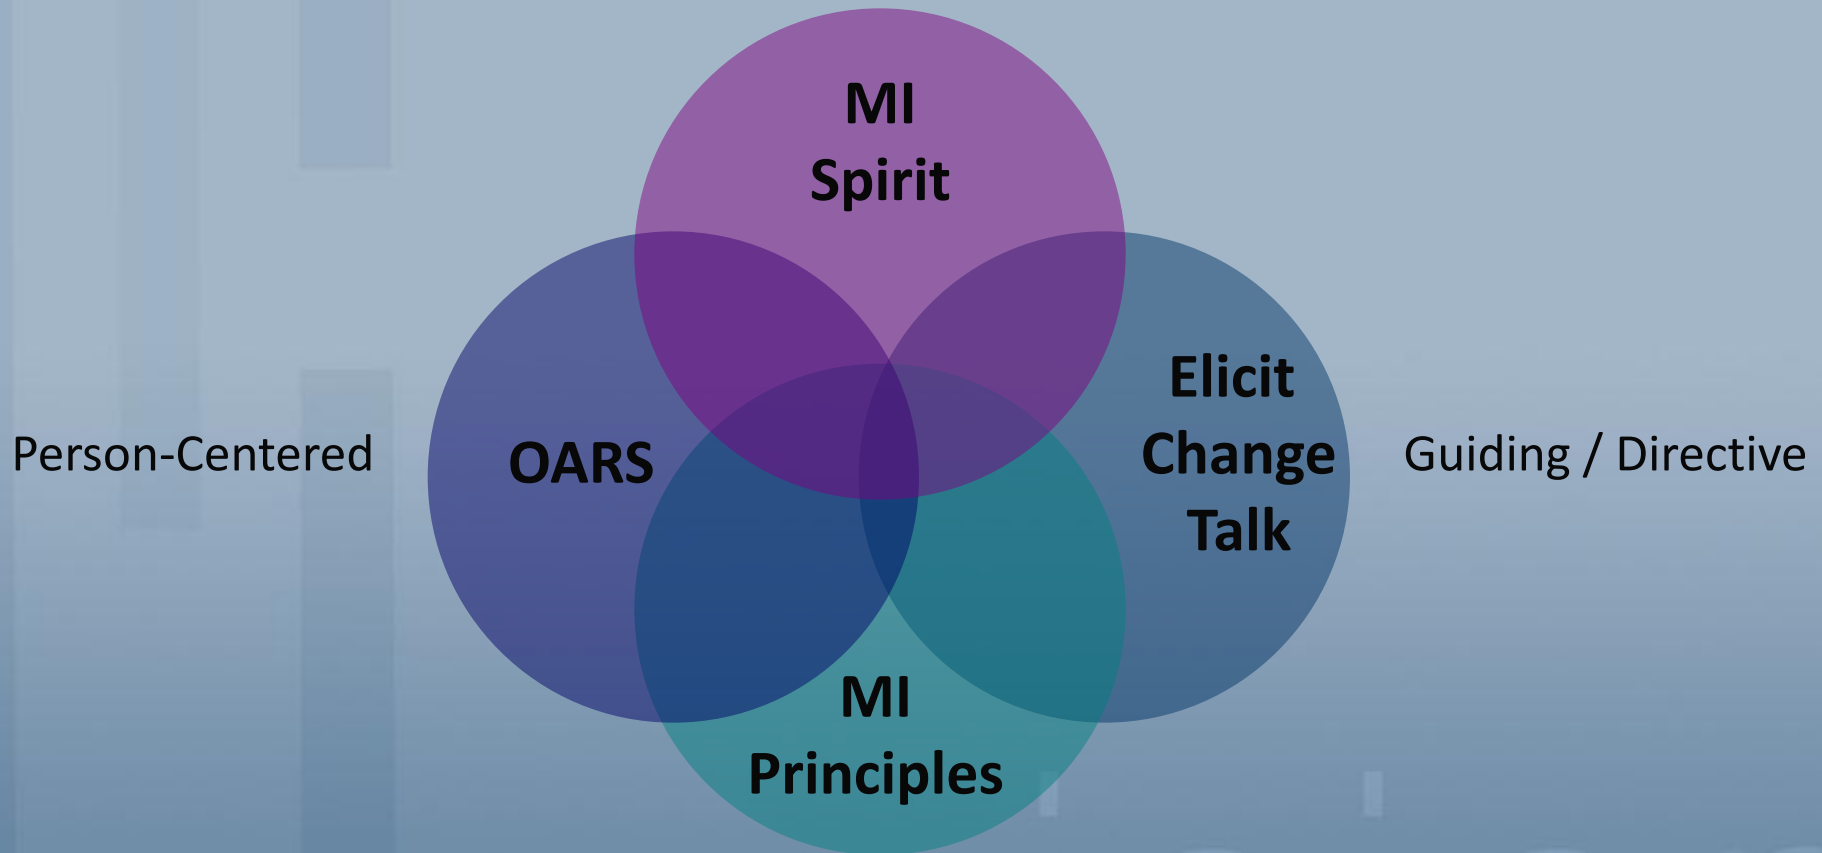 MI
Spirit
Person-Centered
OARS
Elicit
Change
Talk
Guiding / Directive
MI
Principles